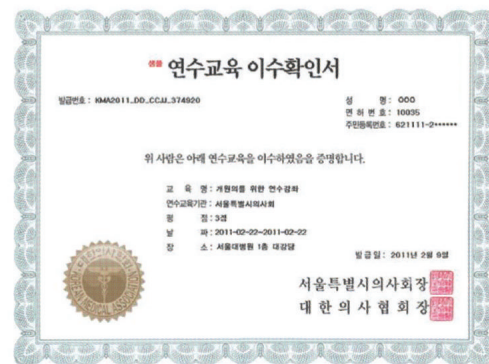 샘플 연수교육 이수확인서
발급번호 : KMA2011_DD_CCJJ_374920
성 명 : OOO
면 허 번 호 : 10035
주민등록번호 : 621111-2******
위 사람은 아래 연수교육을 이수하였음을 증명합니다.
교 육 명 : 개원의를 위한 연수강좌
연수교육기관 : 서울특별시의사회
평 점 : 3점
날 짜 : 2011-02-22~2011-02-22
장 소 : 서울대병원 1층 대강당
발 급 일 : 2011년 2월 9일
서울특별시의사회장
대 한 의 사 협 회 장